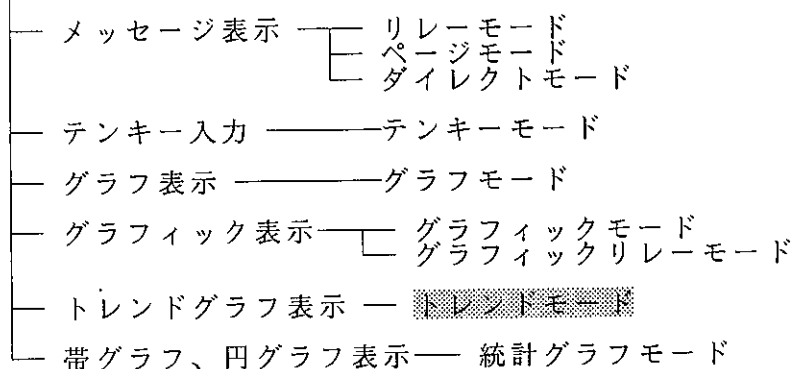 メッセージ表示 リレーモード
ページモード
ダイレクトモード
テンキー入力 テンキーモード
グラフ表示 グラフモード
グラフィック表示 グラフィックモード
グラフィックリレーモード
トレンドグラフ表示 トレンドモード
帯グラフ、円グラフ表示 統計グラフモード